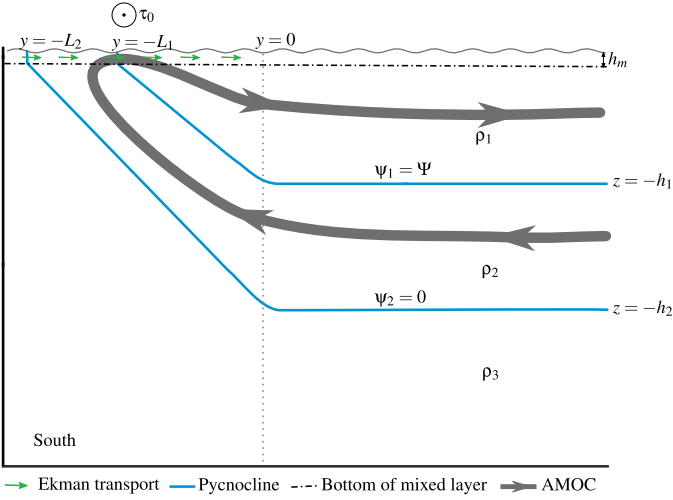 τ₀
y = −L₂ y = −L₁ y = 0
hₘ
ρ₁
ψ₁ = Ψ
z = −h₁
ρ₂
ψ₂ = 0
z = −h₂
ρ₃
South
Ekman transport Pycnocline Bottom of mixed layer AMOC